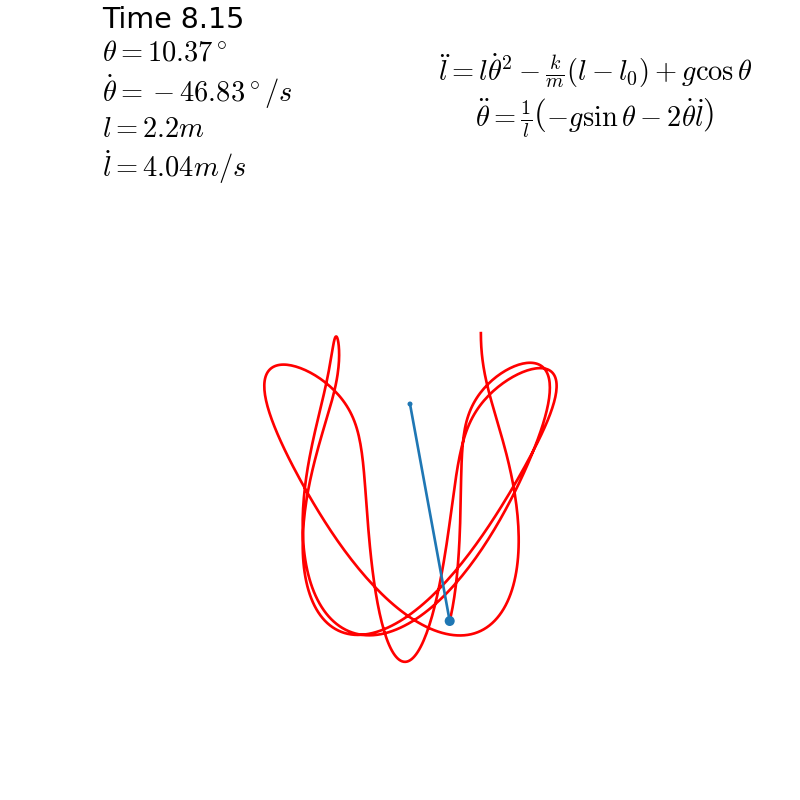 Time 8.15
θ = 10.37°
θ̇ = −46.83°/s
l = 2.2m
l̇ = 4.04m/s
l̈ = lθ̇² − k/m(l − l₀) + g cos θ
θ̈ = 1/l(−g sin θ − 2θ̇l̇)